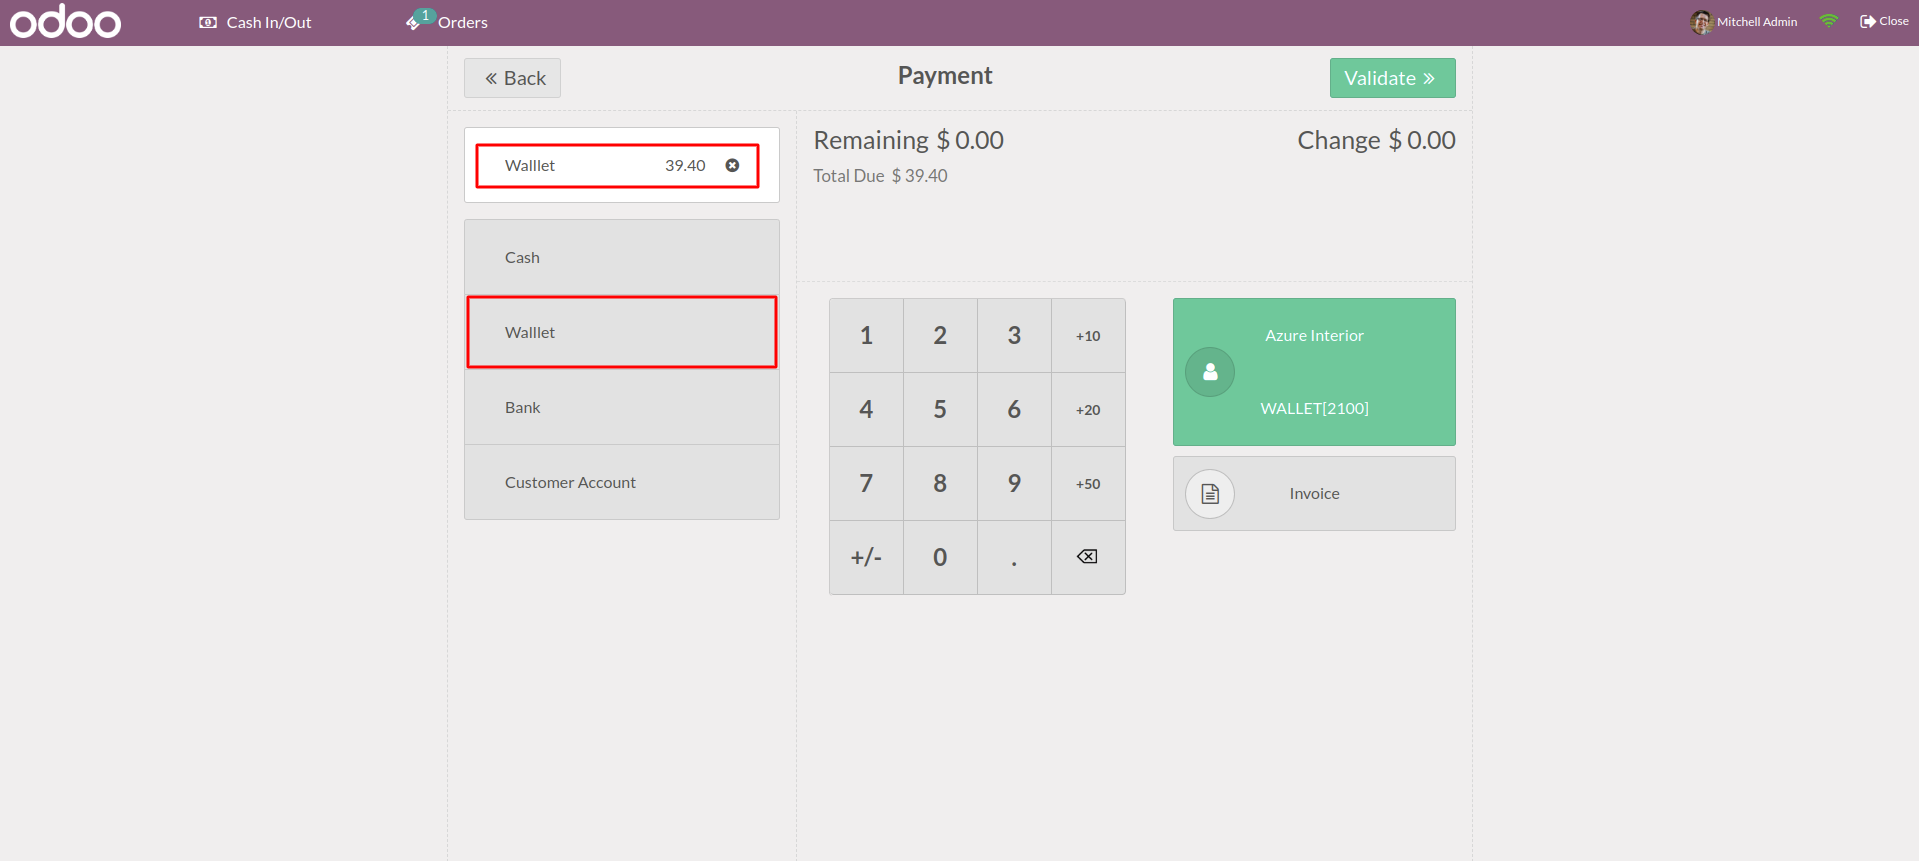 odoo
Cash In/Out
1
Orders
Mitchell Admin
Close
Back
Payment
Validate
Walllet 39.40
Remaining $ 0.00
Change $ 0.00
Total Due $ 39.40
Cash
Walllet
Bank
Customer Account
1 2 3 +10
4 5 6 +20
7 8 9 +50
+/- 0 .
Azure Interior
WALLET[2100]
Invoice